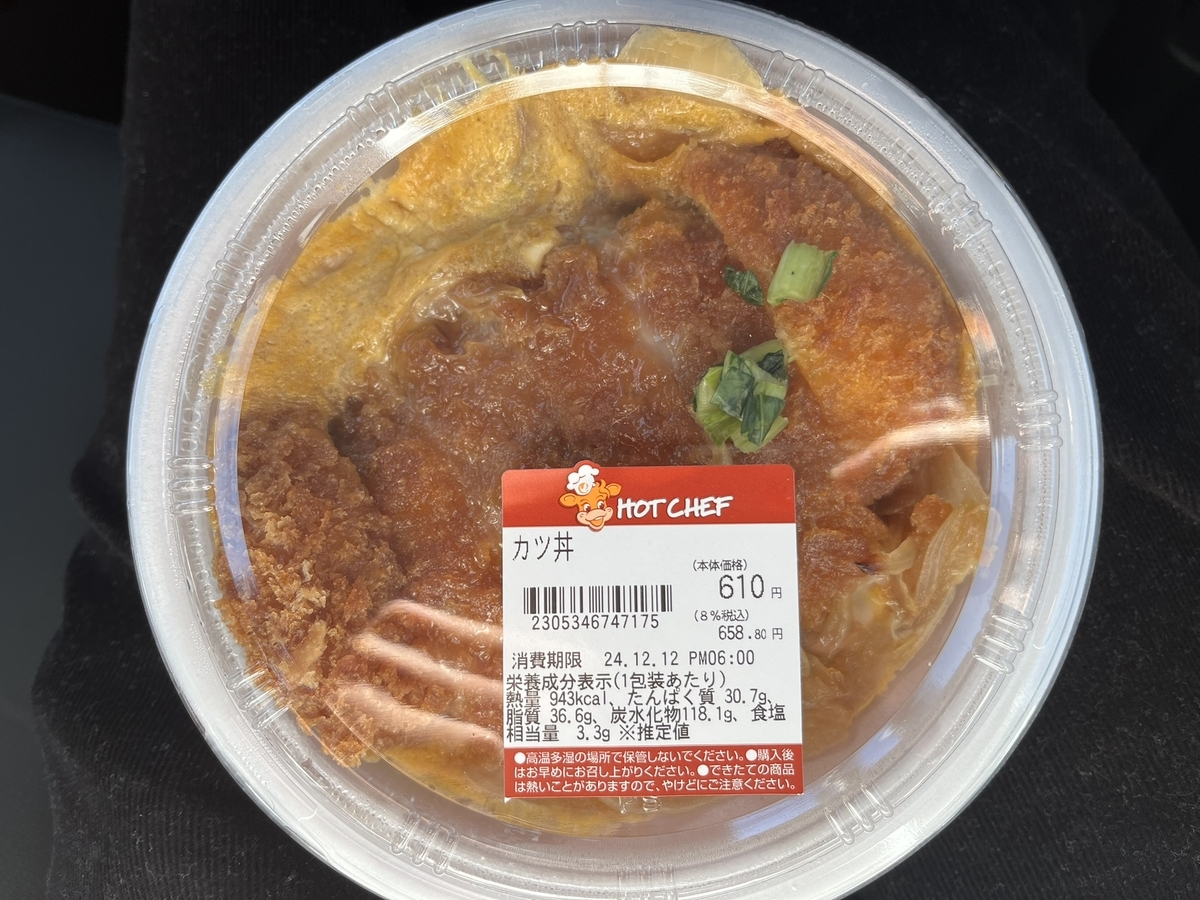 HOT CHEF
カツ丼
(本体価格)
610 円
2305346747175
(8%税込)
658.80 円
消費期限 24.12.12 PM06:00
栄養成分表示(1包装あたり)
熱量 943kcal、たんぱく質 30.7g、
脂質 36.6g、炭水化物118.1g、食塩
相当量 3.3g ※推定値
●高温多湿の場所で保管しないでください。●購入後
はお早めにお召し上がりください。●できたての商品
は熱いことがありますので、やけどにご注意ください。